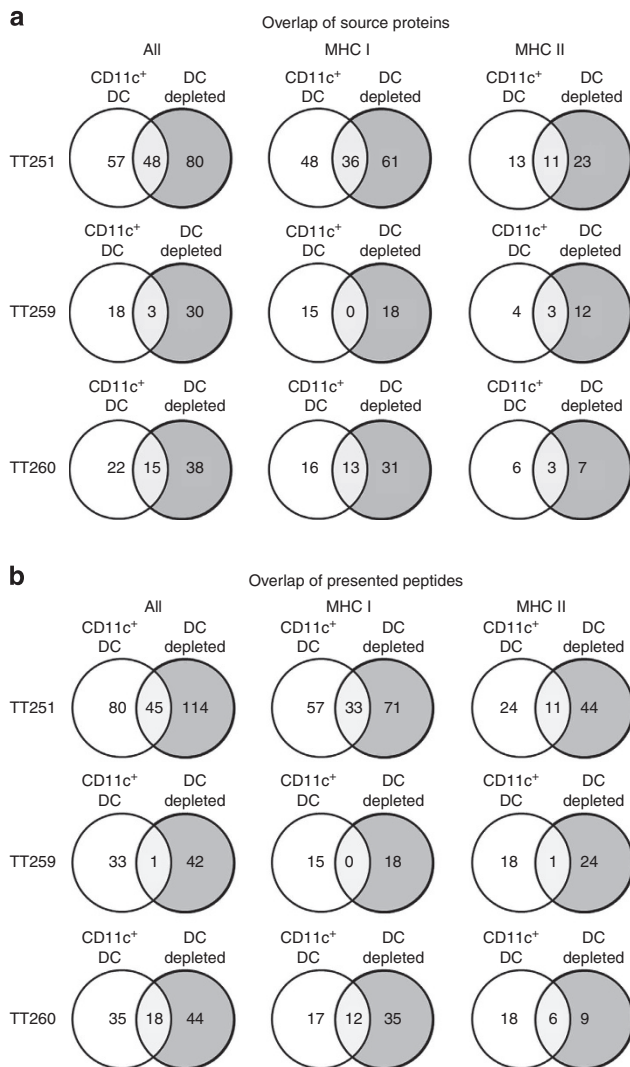 a
Overlap of source proteins
All MHC I MHC II
CD11c+ DC CD11c+ DC CD11c+ DC
DC depleted DC depleted DC depleted
TT251 57 48 80 48 36 61 13 11 23
CD11c+ DC CD11c+ DC CD11c+ DC
DC depleted DC depleted DC depleted
TT259 18 3 30 15 0 18 4 3 12
CD11c+ DC CD11c+ DC CD11c+ DC
DC depleted DC depleted DC depleted
TT260 22 15 38 16 13 31 6 3 7
b
Overlap of presented peptides
All MHC I MHC II
CD11c+ DC CD11c+ DC CD11c+ DC
DC depleted DC depleted DC depleted
TT251 80 45 114 57 33 71 24 11 44
CD11c+ DC CD11c+ DC CD11c+ DC
DC depleted DC depleted DC depleted
TT259 33 1 42 15 0 18 18 1 24
CD11c+ DC CD11c+ DC CD11c+ DC
DC depleted DC depleted DC depleted
TT260 35 18 44 17 12 35 18 6 9